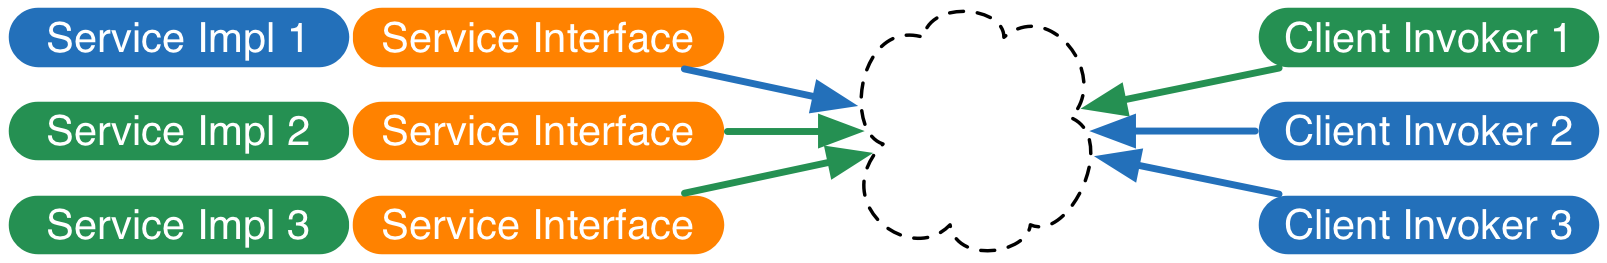 Service Impl 1 Service Interface Client Invoker 1
Service Impl 2 Service Interface Client Invoker 2
Service Impl 3 Service Interface Client Invoker 3